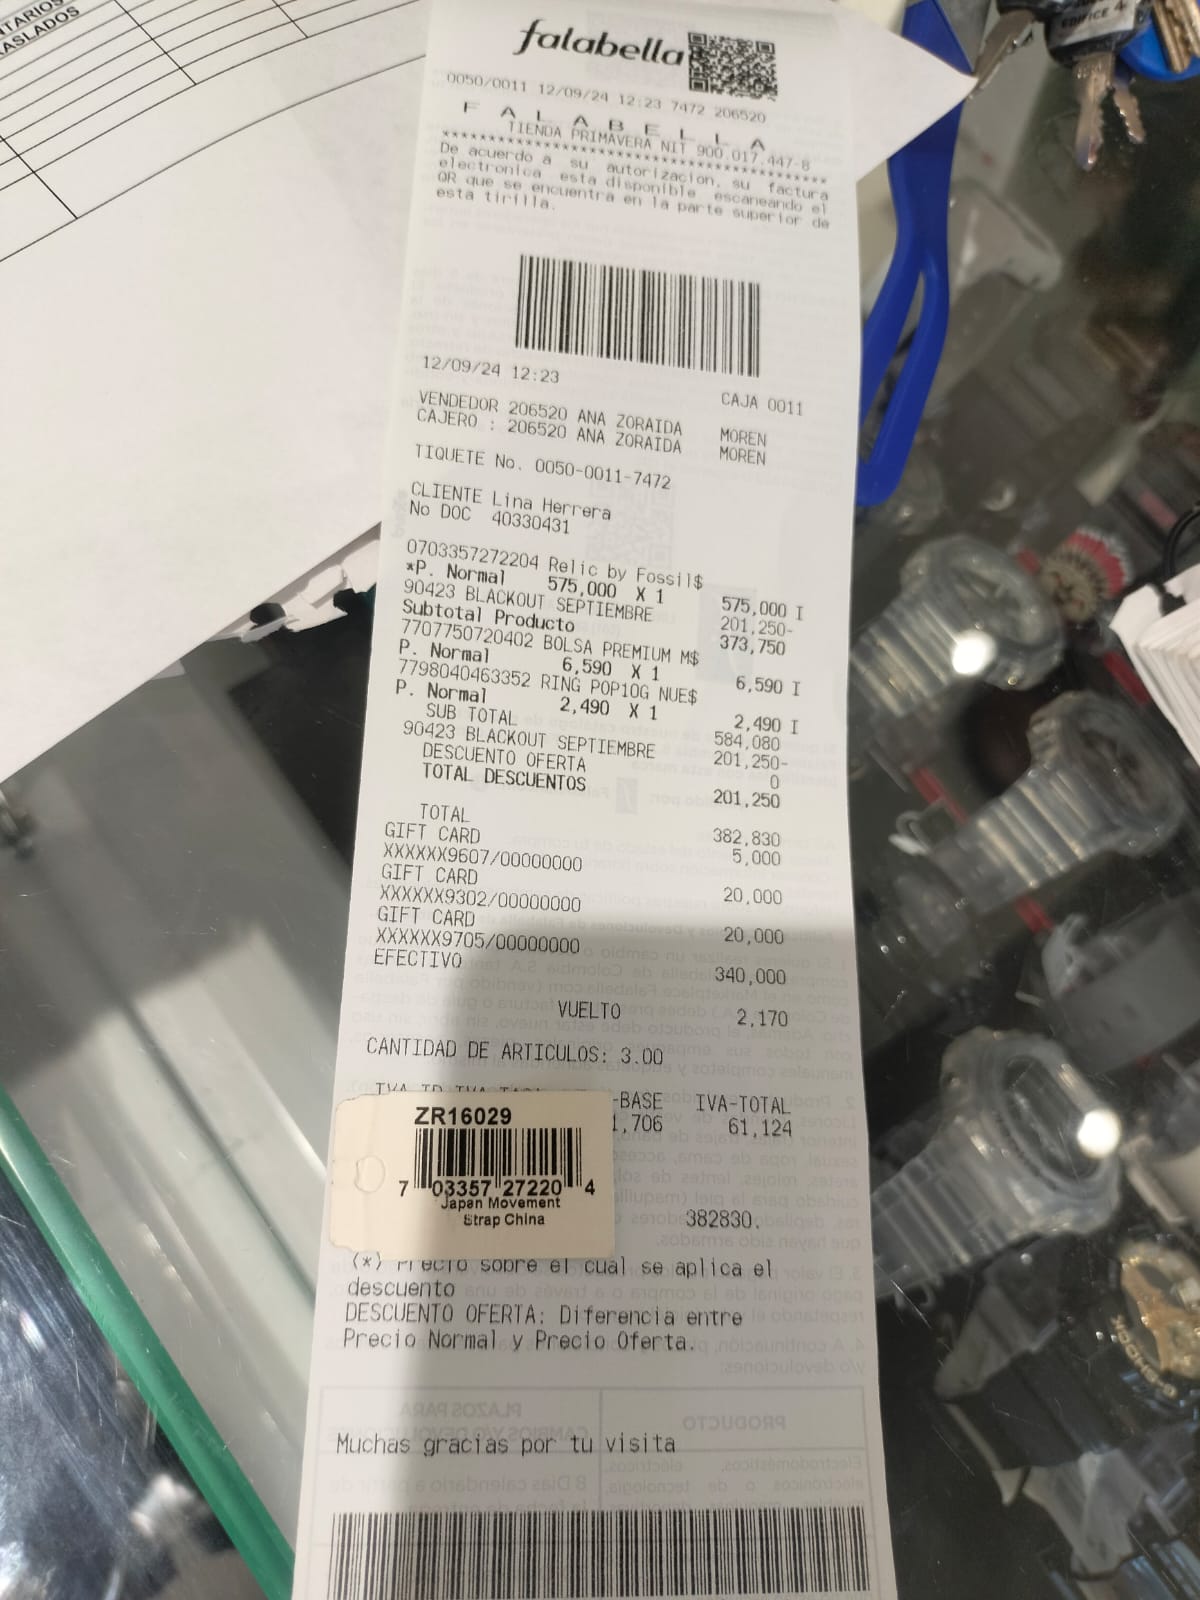 NTARIOS
RASLADOS
EDIFICE 4
falabella
0050/0011 12/09/24 12:23 7472 206520
F A L A B E L L A
TIENDA PRIMAVERA NIT 900.017.447-8
************************************
De acuerdo a su autorizacion, su factura
electronica esta disponible escaneando el
QR que se encuentra en la parte superior de
esta tirilla.
12/09/24 12:23 CAJA 0011
VENDEDOR 206520 ANA ZORAIDA MOREN
CAJERO : 206520 ANA ZORAIDA MOREN
TIQUETE No. 0050-0011-7472
CLIENTE Lina Herrera
No DOC 40330431
0703357272204 Relic by Fossil$
*P. Normal 575,000 X 1 575,000 I
90423 BLACKOUT SEPTIEMBRE 201,250-
Subtotal Producto 373,750
7707750720402 BOLSA PREMIUM M$
P. Normal 6,590 X 1 6,590 I
7798040463352 RING POP10G NUE$
P. Normal 2,490 X 1 2,490 I
SUB TOTAL 584,080
90423 BLACKOUT SEPTIEMBRE 201,250-
DESCUENTO OFERTA 0
TOTAL DESCUENTOS 201,250
TOTAL 382,830
GIFT CARD 5,000
XXXXXX9607/00000000
GIFT CARD 20,000
XXXXXX9302/00000000
GIFT CARD 20,000
XXXXXX9705/00000000
EFECTIVO 340,000
VUELTO 2,170
CANTIDAD DE ARTICULOS: 3.00
-BASE IVA-TOTAL
1,706 61,124
ZR16029
7 03357 27220 4
Japan Movement
Strap China
382830.
(*) Precio sobre el cual se aplica el
descuento
DESCUENTO OFERTA: Diferencia entre
Precio Normal y Precio Oferta.
Muchas gracias por tu visita